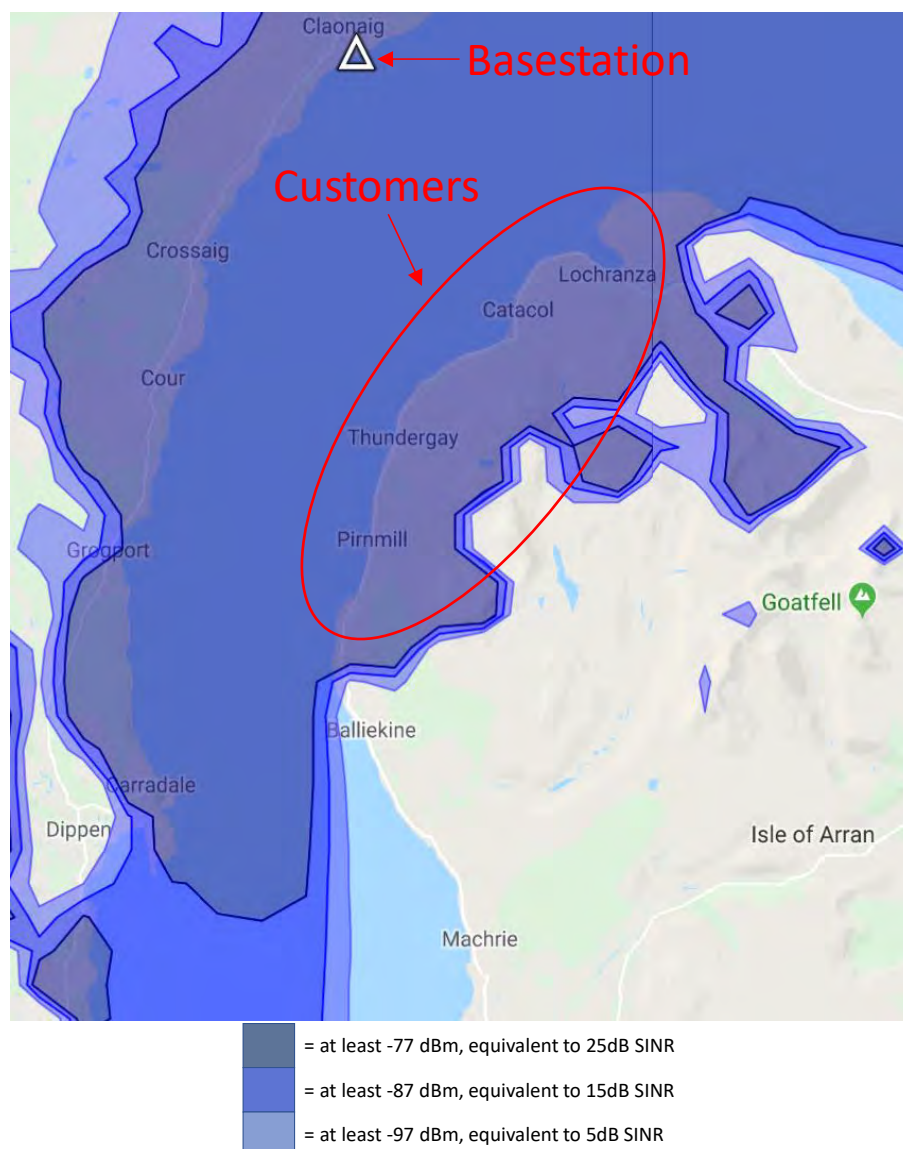 Claonaig
Basestation
Customers
Crossaig
Lochranza
Catacol
Cour
Thundergay
Pirnmill
Grogport
Goatfell
Balliekine
Carradale
Dippen
Isle of Arran
Machrie
= at least -77 dBm, equivalent to 25dB SINR
= at least -87 dBm, equivalent to 15dB SINR
= at least -97 dBm, equivalent to 5dB SINR